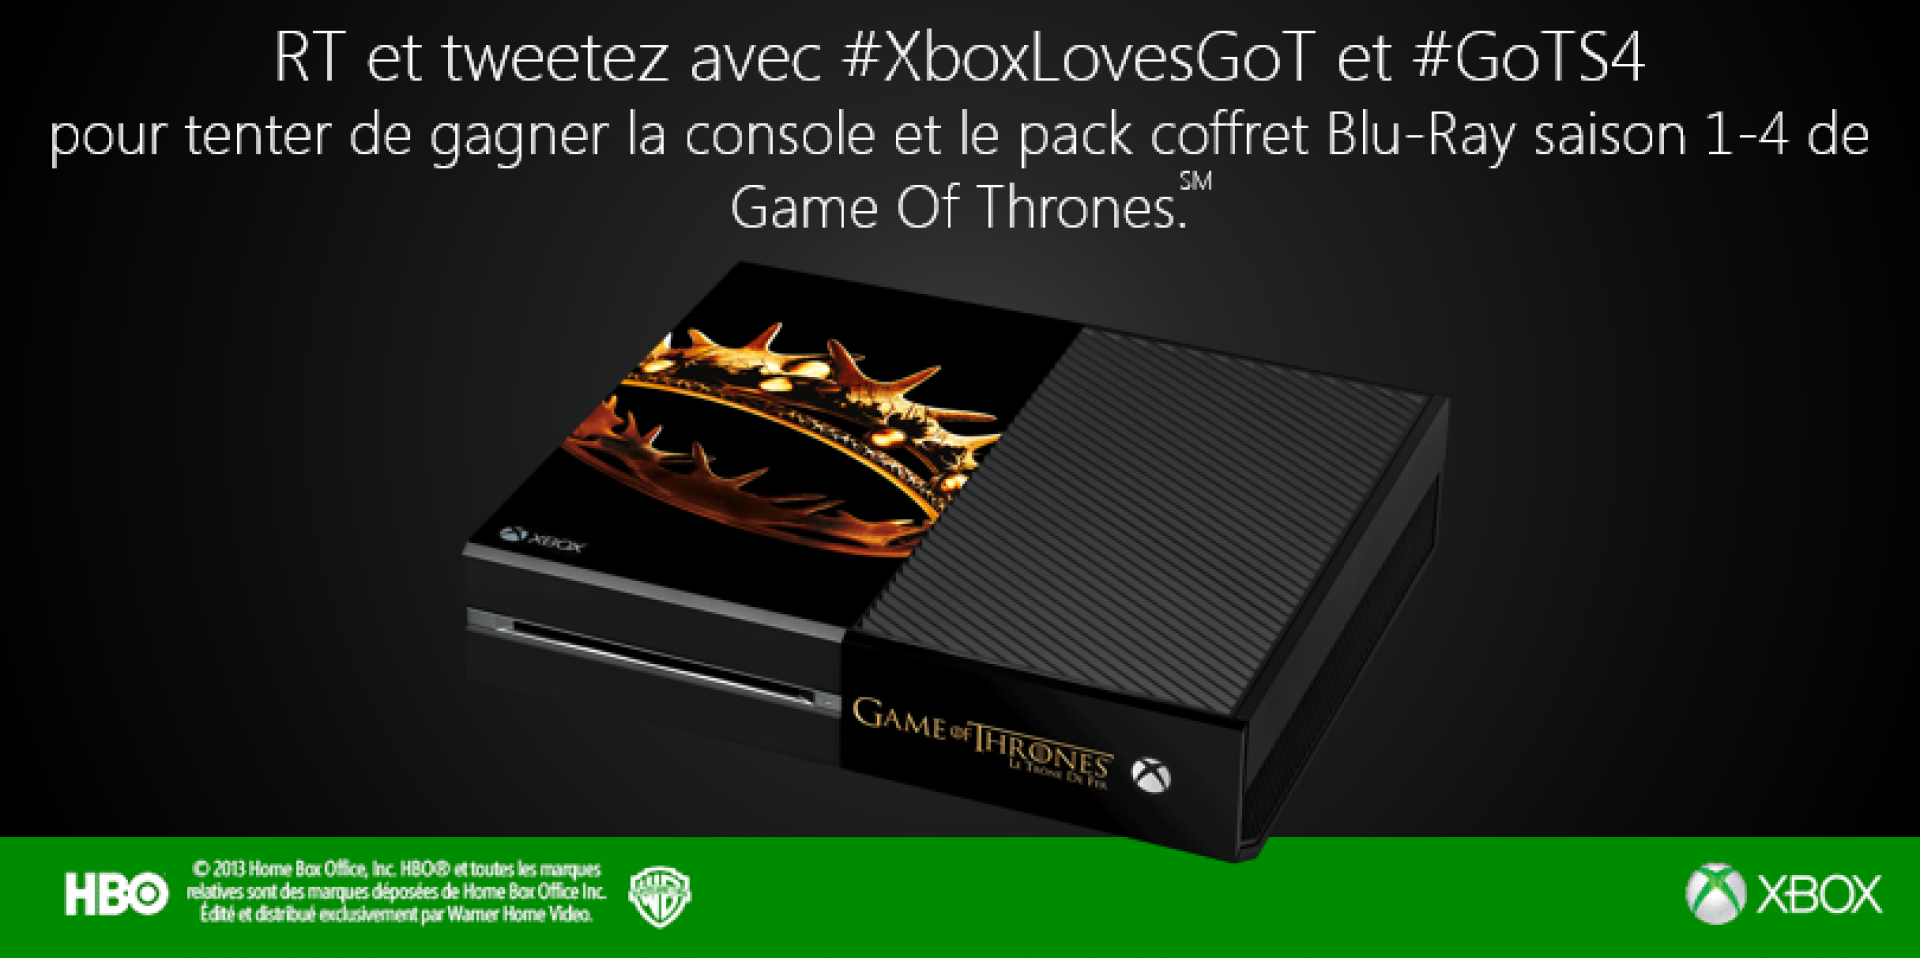 RT et tweetez avec #XboxLovesGoT et #GoTS4
pour tenter de gagner la console et le pack coffret Blu-Ray saison 1-4 de
Game Of Thrones.℠
XBOX
GAME OF THRONES
LE TRÔNE DE FER
HBO
© 2013 Home Box Office, Inc. HBO® et toutes les marques
relatives sont des marques déposées de Home Box Office Inc.
Édité et distribué exclusivement par Warner Home Video.
XBOX